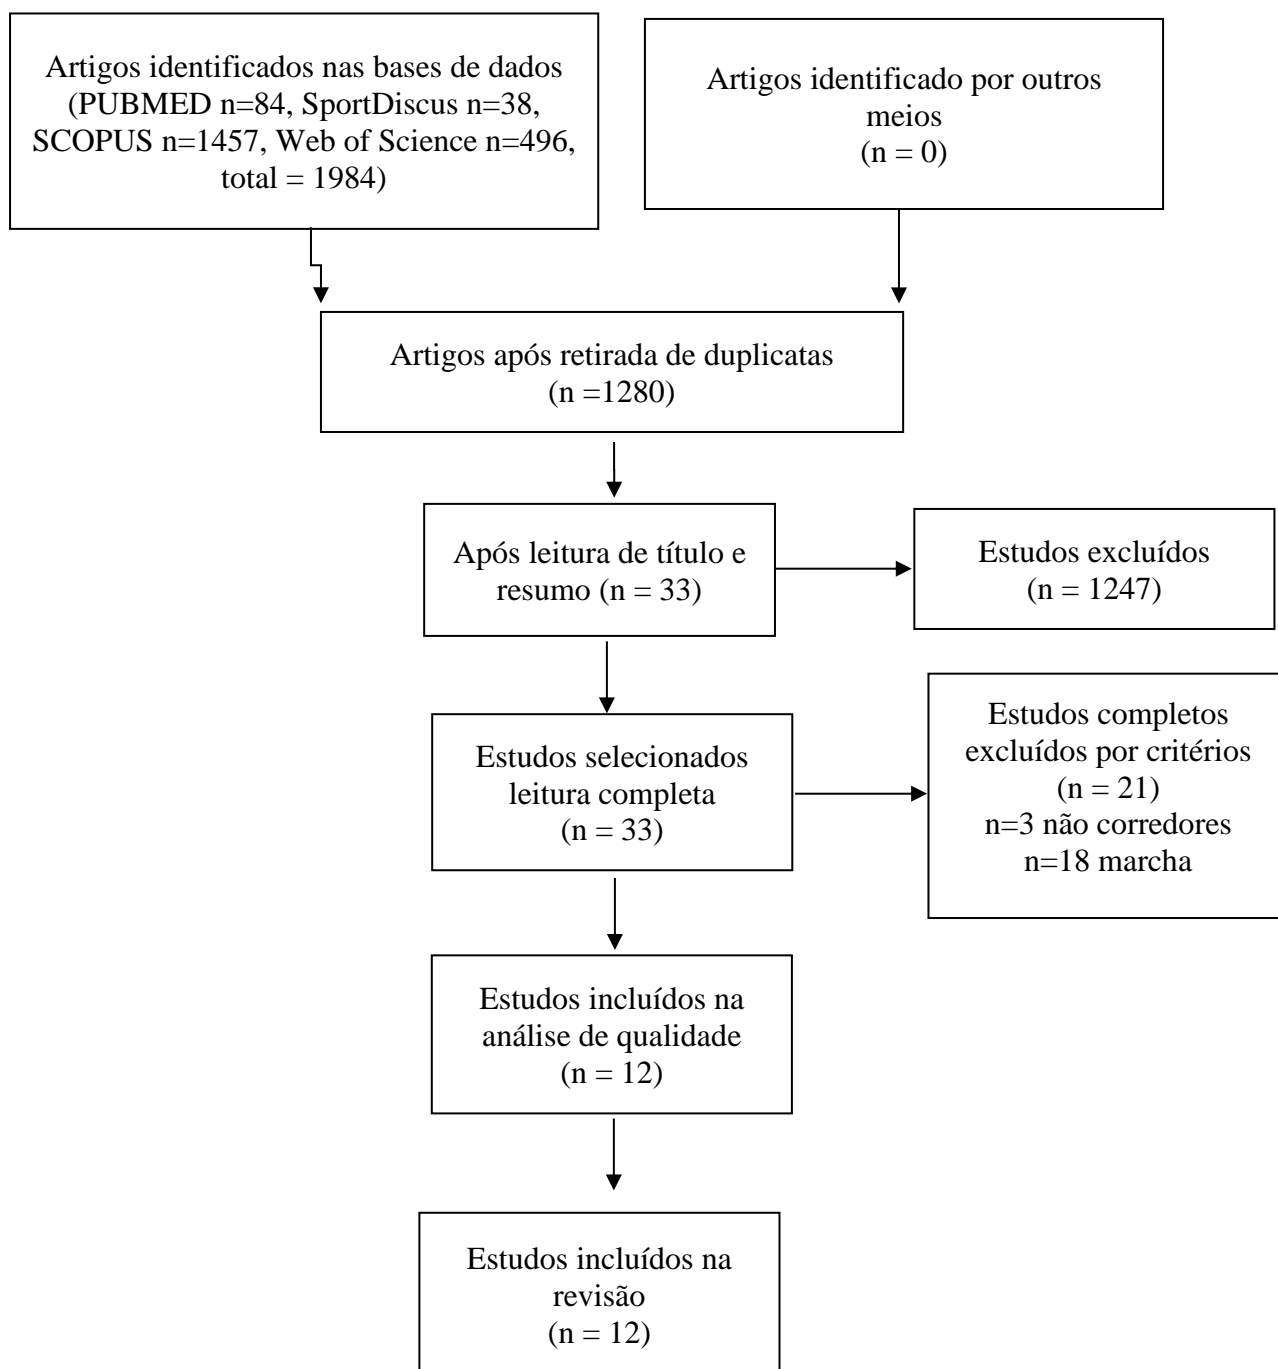 Artigos identificados nas bases de dados
(PUBMED n=84, SportDiscus n=38,
SCOPUS n=1457, Web of Science n=496,
total = 1984)
Artigos identificado por outros
meios
(n = 0)
Artigos após retirada de duplicatas
(n =1280)
Após leitura de título e
resumo (n = 33)
Estudos excluídos
(n = 1247)
Estudos selecionados
leitura completa
(n = 33)
Estudos completos
excluídos por critérios
(n = 21)
n=3 não corredores
n=18 marcha
Estudos incluídos na
análise de qualidade
(n = 12)
Estudos incluídos na
revisão
(n = 12)